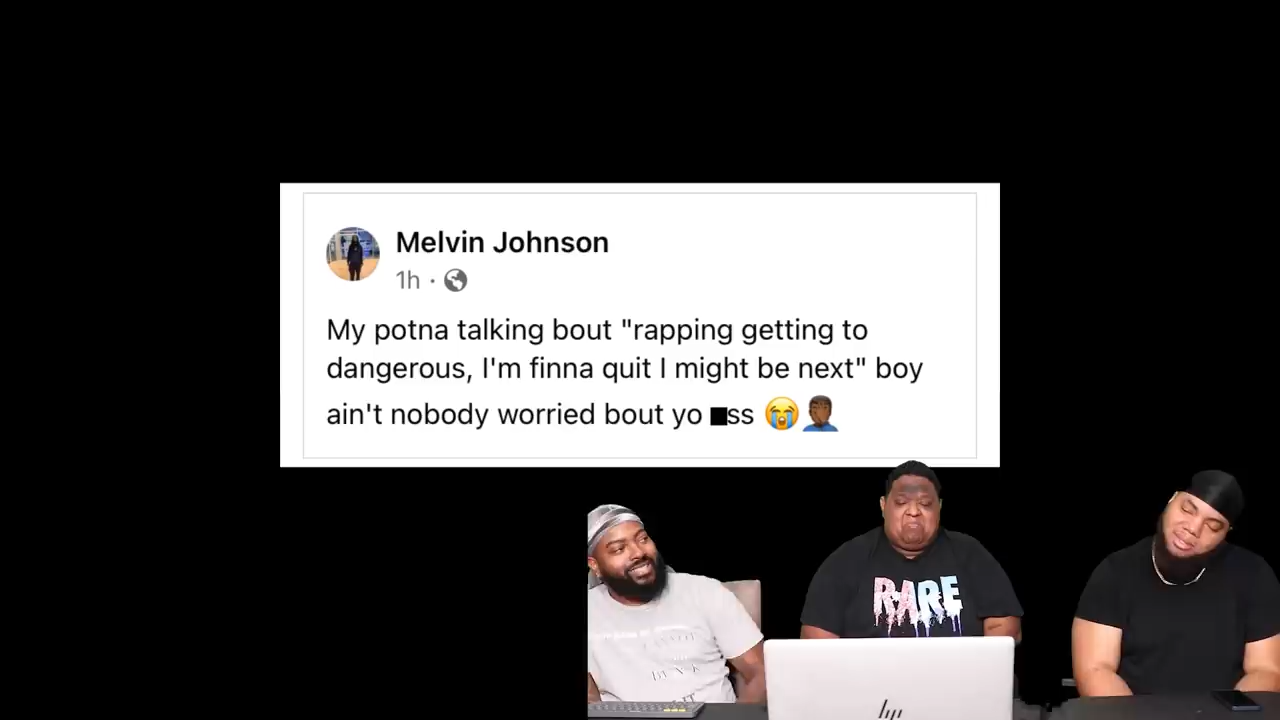 Melvin Johnson
1h ·
My potna talking bout "rapping getting to
dangerous, I'm finna quit I might be next" boy
ain't nobody worried bout yo ■ss 😭🤦🏾‍♂️
RARE
hp